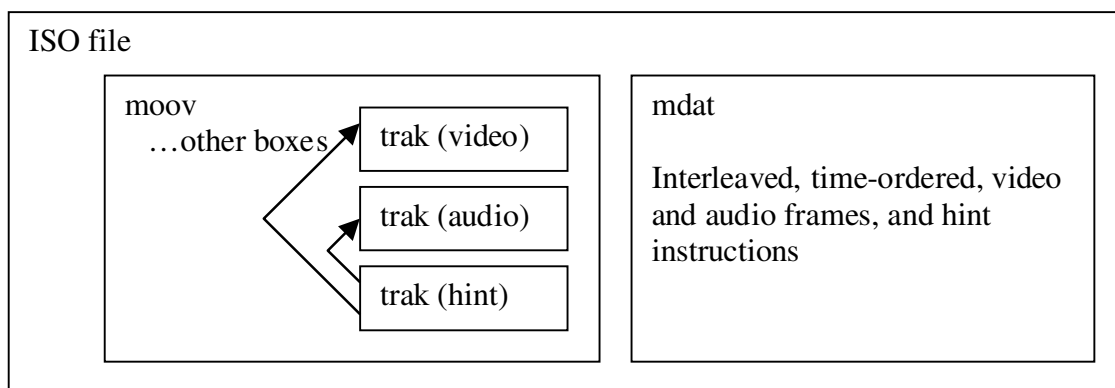 ISO file
moov
…other boxes
trak (video)
trak (audio)
trak (hint)
mdat
Interleaved, time-ordered, video
and audio frames, and hint
instructions